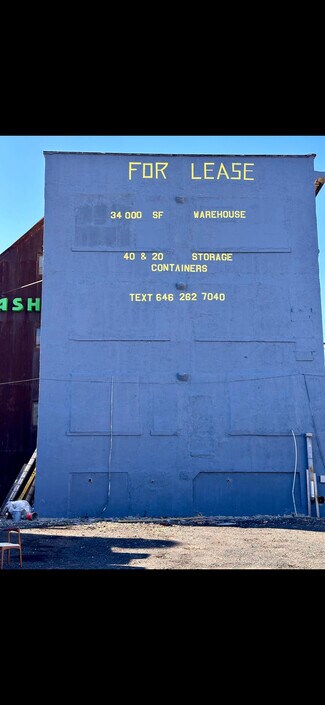 FOR LEASE
34 000 SF WAREHOUSE
40 & 20 STORAGE
CONTAINERS
TEXT 646 262 7040
ASH